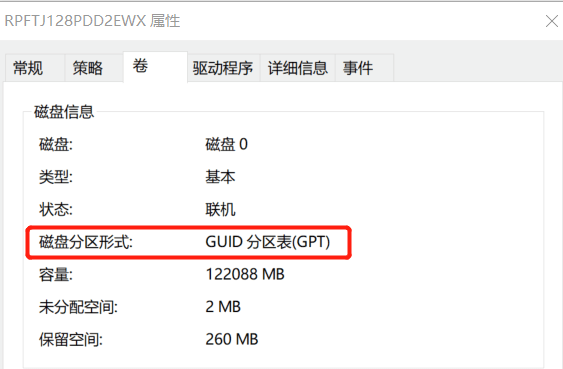 RPFTJ128PDD2EWX 属性
常规 策略 卷 驱动程序 详细信息 事件
磁盘信息
磁盘: 磁盘 0
类型: 基本
状态: 联机
磁盘分区形式: GUID 分区表(GPT)
容量: 122088 MB
未分配空间: 2 MB
保留空间: 260 MB